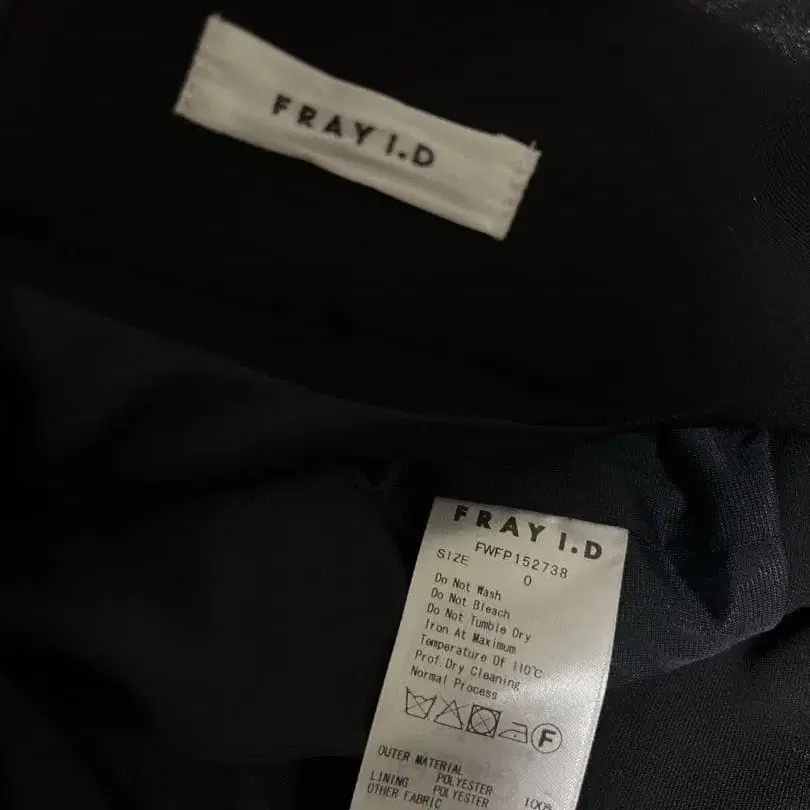 FRAY I.D
FRAY I.D
FWFP152738
SIZE 0
Do Not Wash
Do Not Bleach
Do Not Tumble Dry
Iron At Maximum
Temperature Of 110℃
Prof. Dry Cleaning
Normal Process
F
OUTER MATERIAL
POLYESTER 100%
LINING POLYESTER
OTHER FABRIC